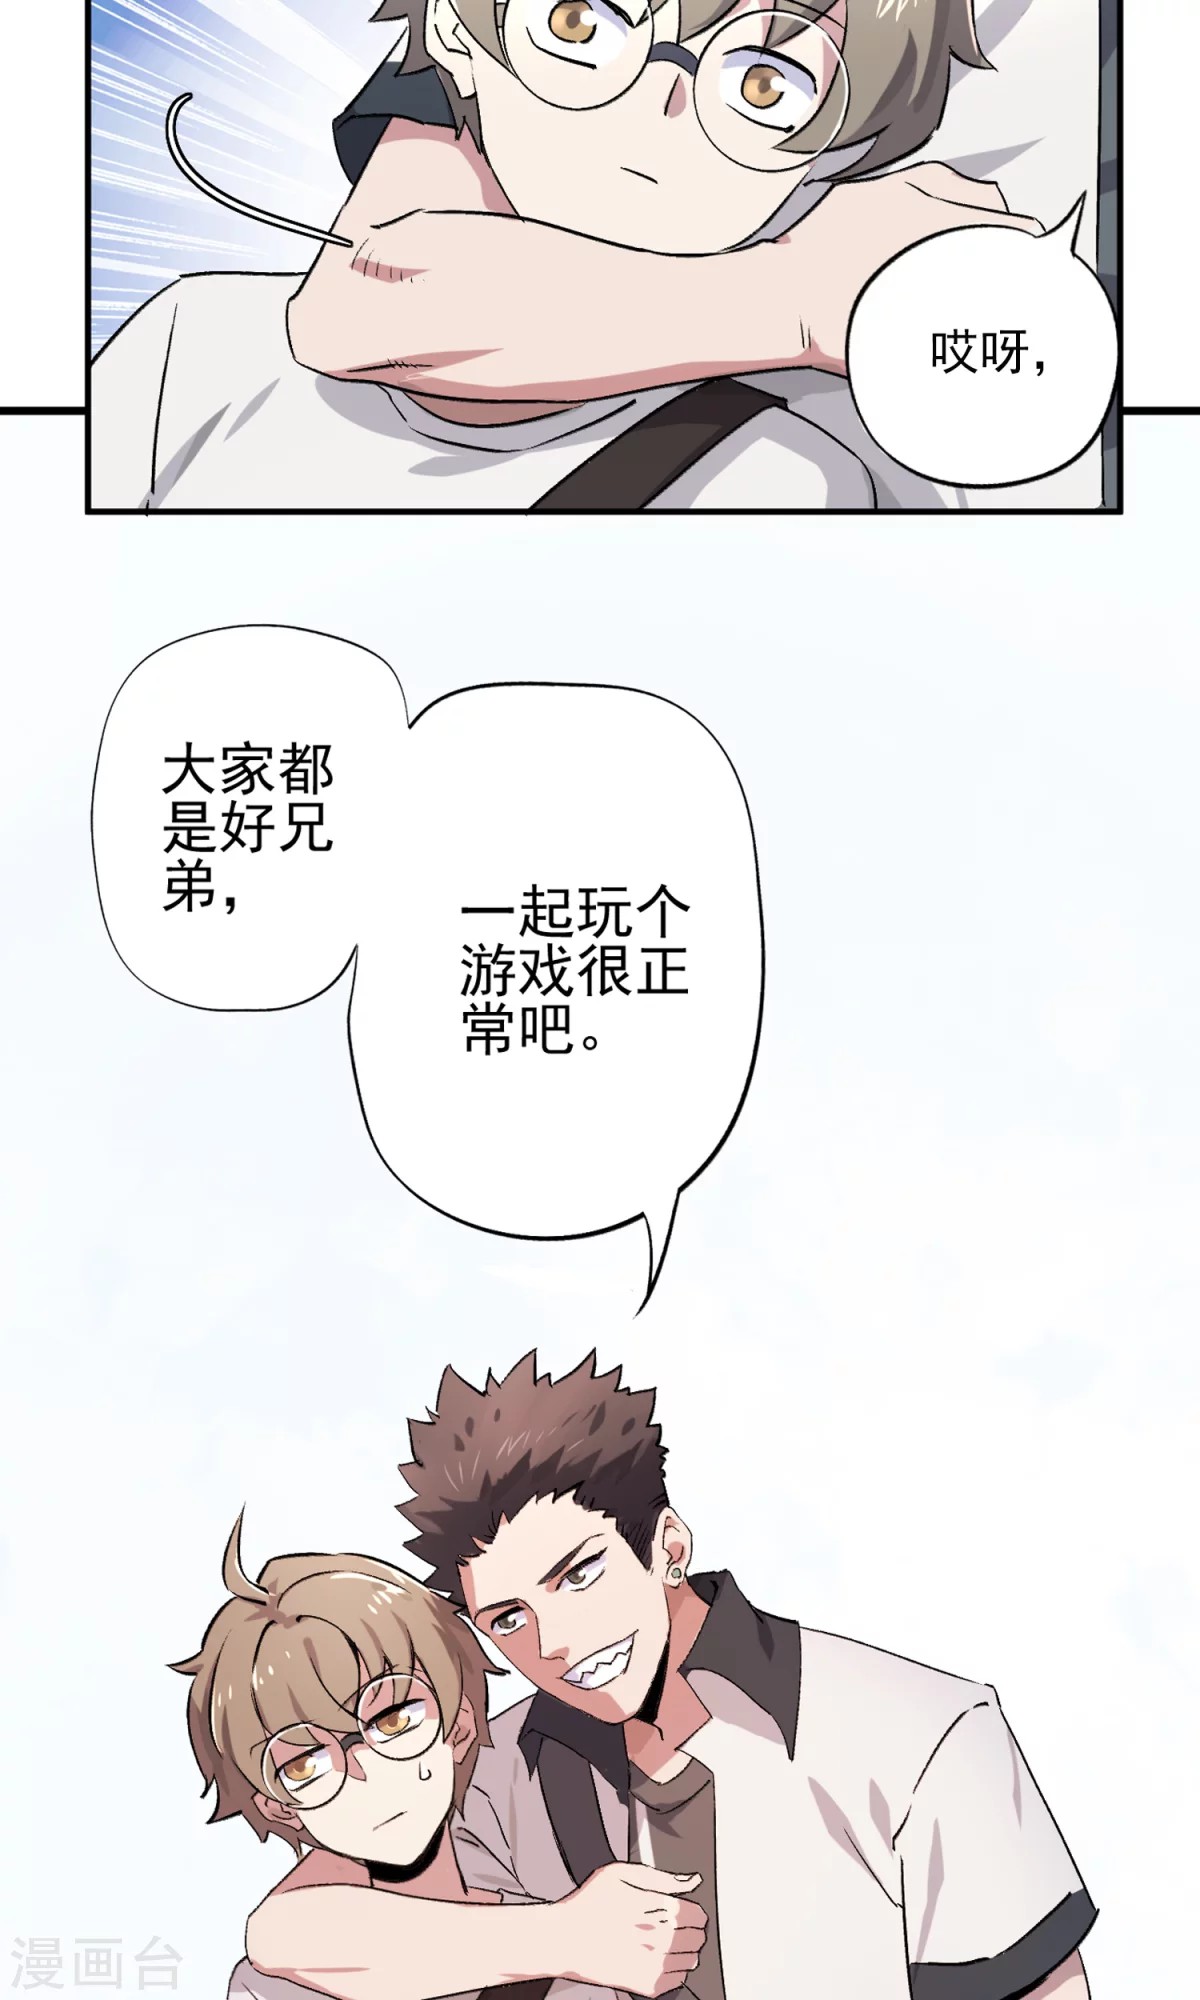 哎呀，
大家都
是好兄
弟，
一起玩个
游戏很正
常吧。
漫画台